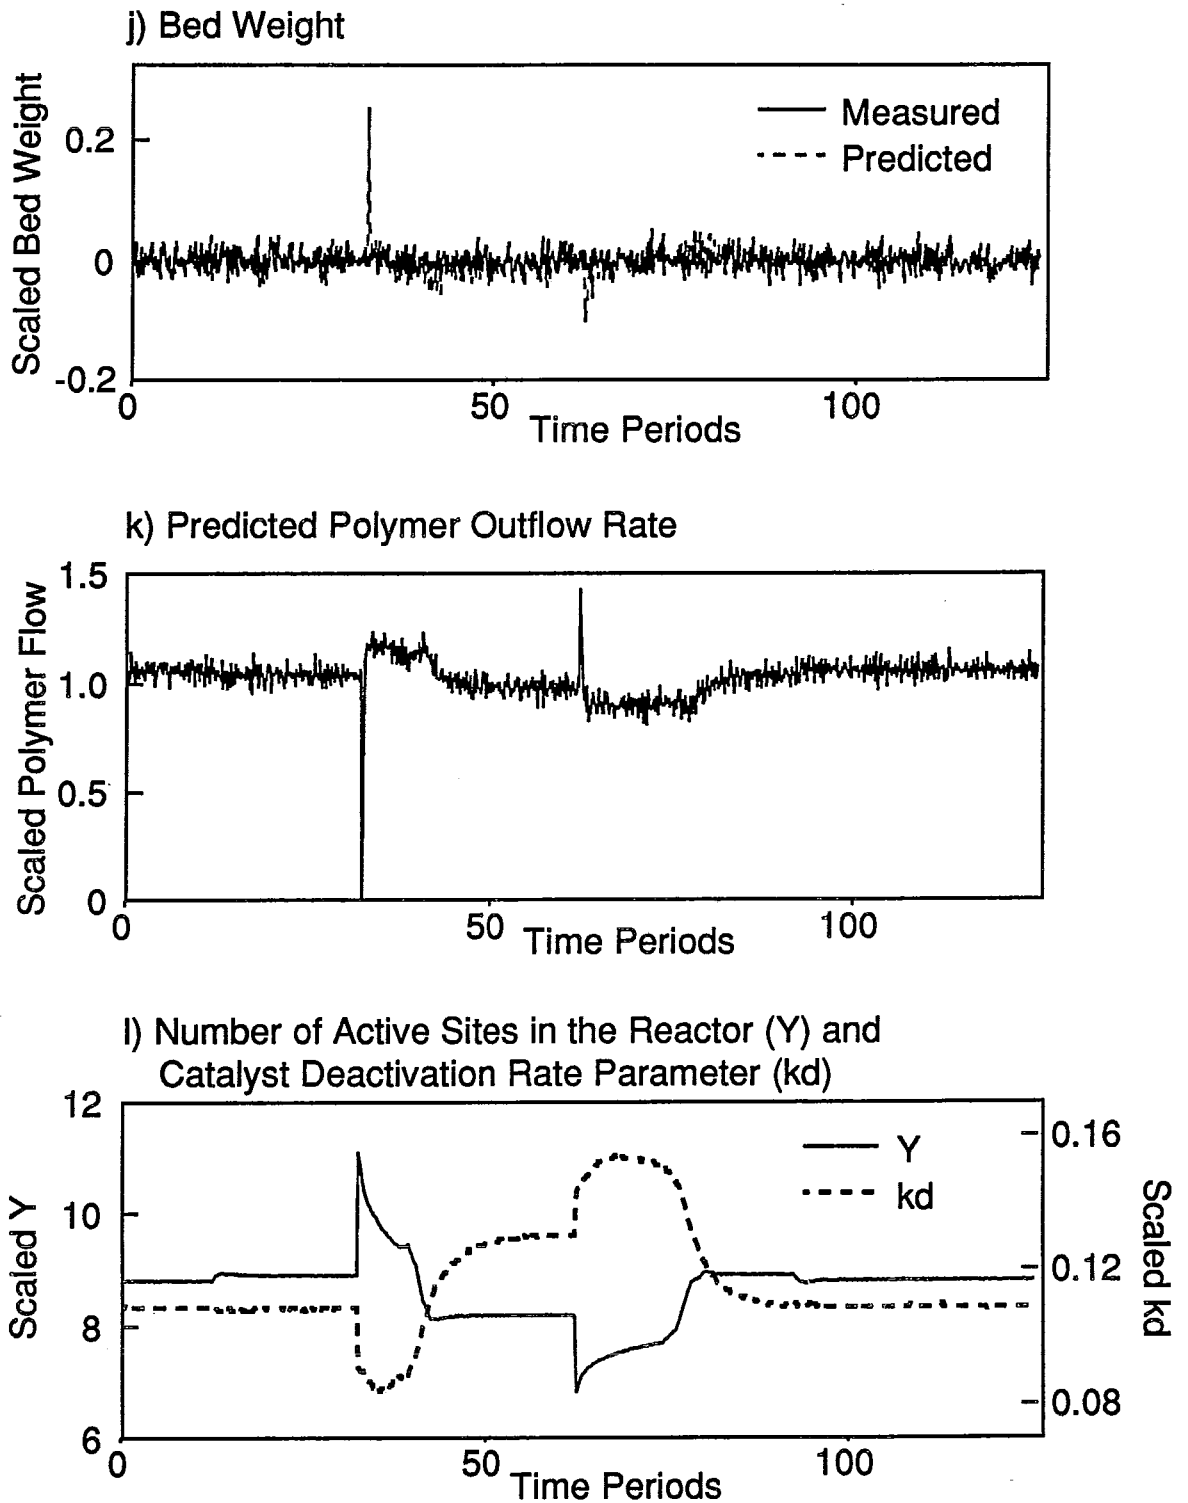 j) Bed Weight
Scaled Bed Weight
0.2
0
-0.2
Measured
Predicted
0
50
100
Time Periods
k) Predicted Polymer Outflow Rate
Scaled Polymer Flow
1.5
1.0
0.5
0
0
50
100
Time Periods
l) Number of Active Sites in the Reactor (Y) and
Catalyst Deactivation Rate Parameter (kd)
Scaled Y
12
10
8
6
Y
kd
0.16
0.12
0.08
Scaled kd
0
50
100
Time Periods